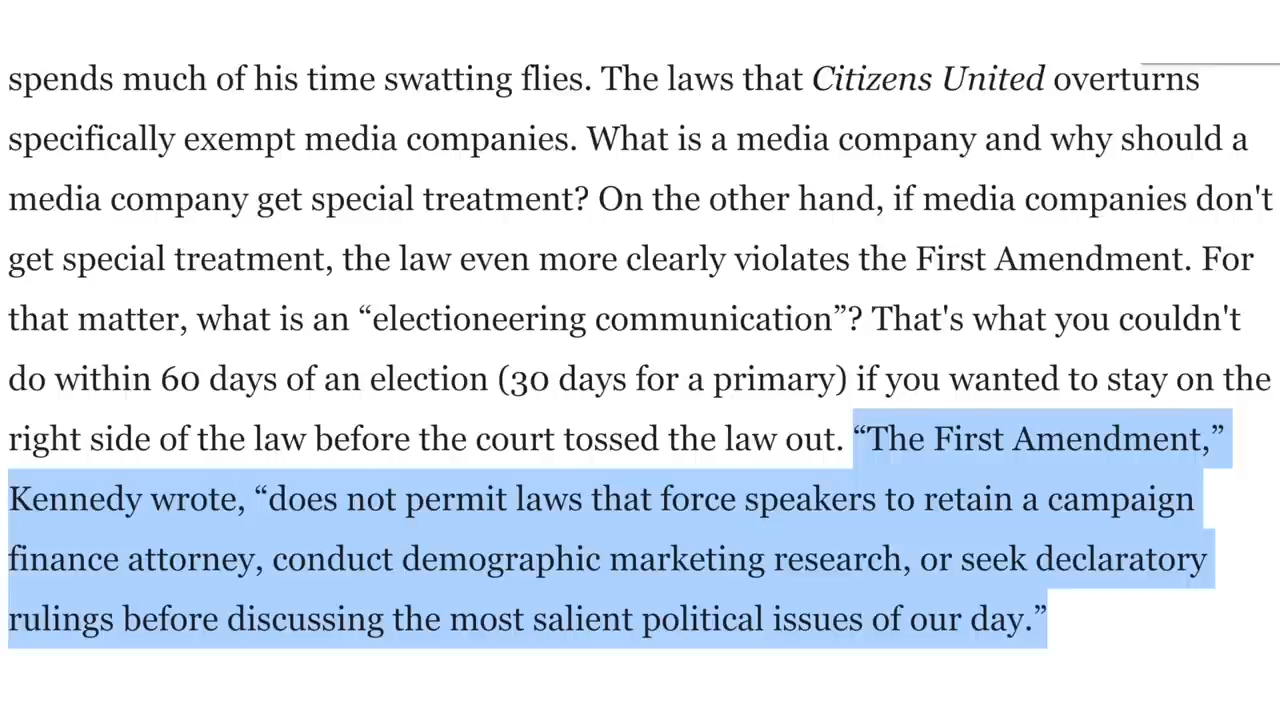 spends much of his time swatting flies. The laws that Citizens United overturns
specifically exempt media companies. What is a media company and why should a
media company get special treatment? On the other hand, if media companies don't
get special treatment, the law even more clearly violates the First Amendment. For
that matter, what is an “electioneering communication”? That's what you couldn't
do within 60 days of an election (30 days for a primary) if you wanted to stay on the
right side of the law before the court tossed the law out. “The First Amendment,”
Kennedy wrote, “does not permit laws that force speakers to retain a campaign
finance attorney, conduct demographic marketing research, or seek declaratory
rulings before discussing the most salient political issues of our day.”